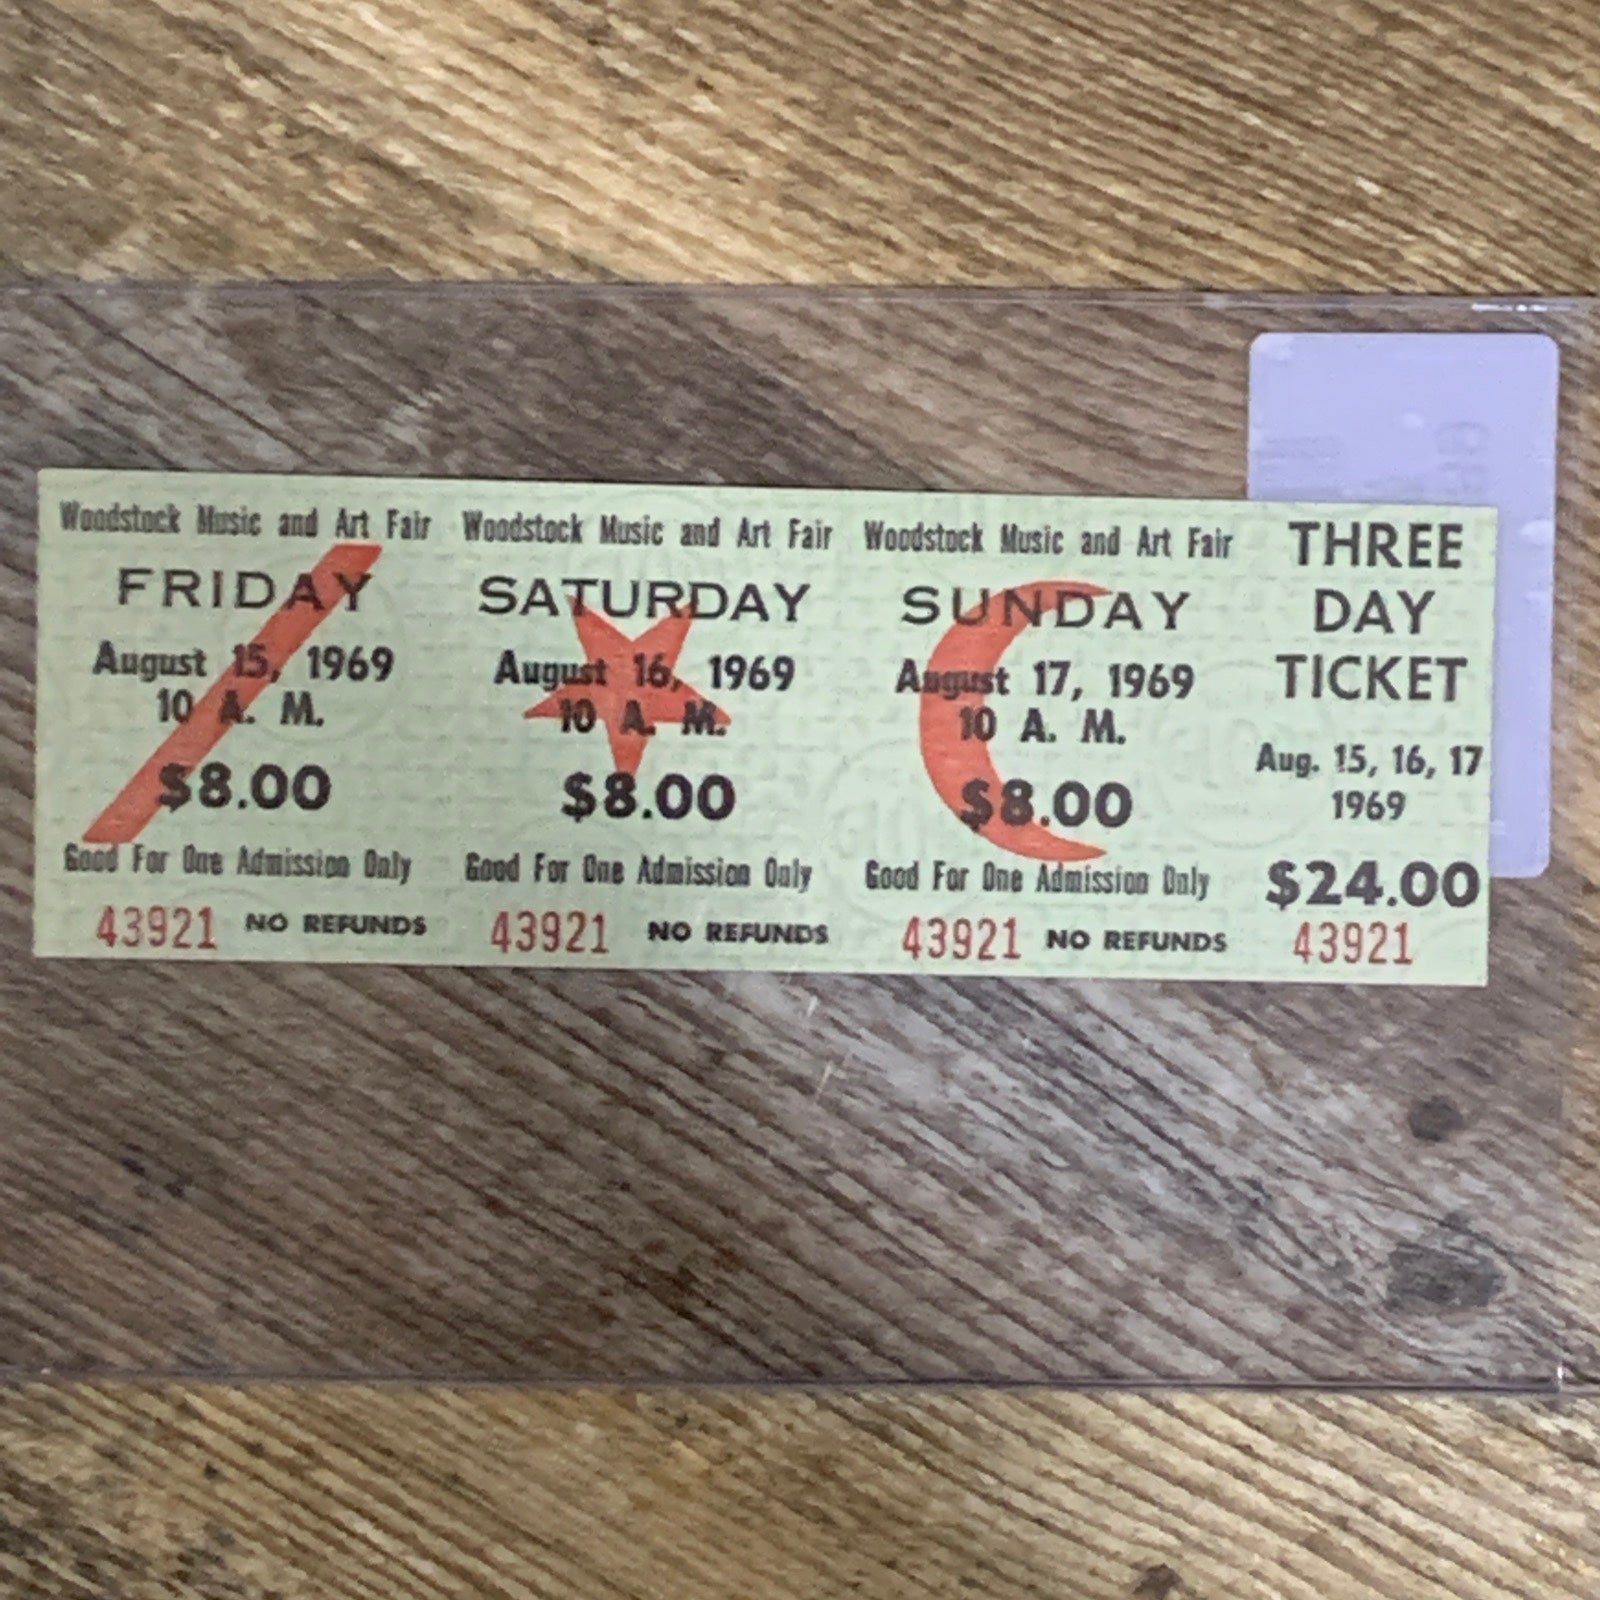 Woodstock Music and Art Fair
FRIDAY
August 15, 1969
10 A. M.
$8.00
Good For One Admission Only
43921 NO REFUNDS
Woodstock Music and Art Fair
SATURDAY
August 16, 1969
10 A. M.
$8.00
Good For One Admission Only
43921 NO REFUNDS
Woodstock Music and Art Fair
SUNDAY
August 17, 1969
10 A. M.
$8.00
Good For One Admission Only
43921 NO REFUNDS
THREE
DAY
TICKET
Aug. 15, 16, 17
1969
$24.00
43921